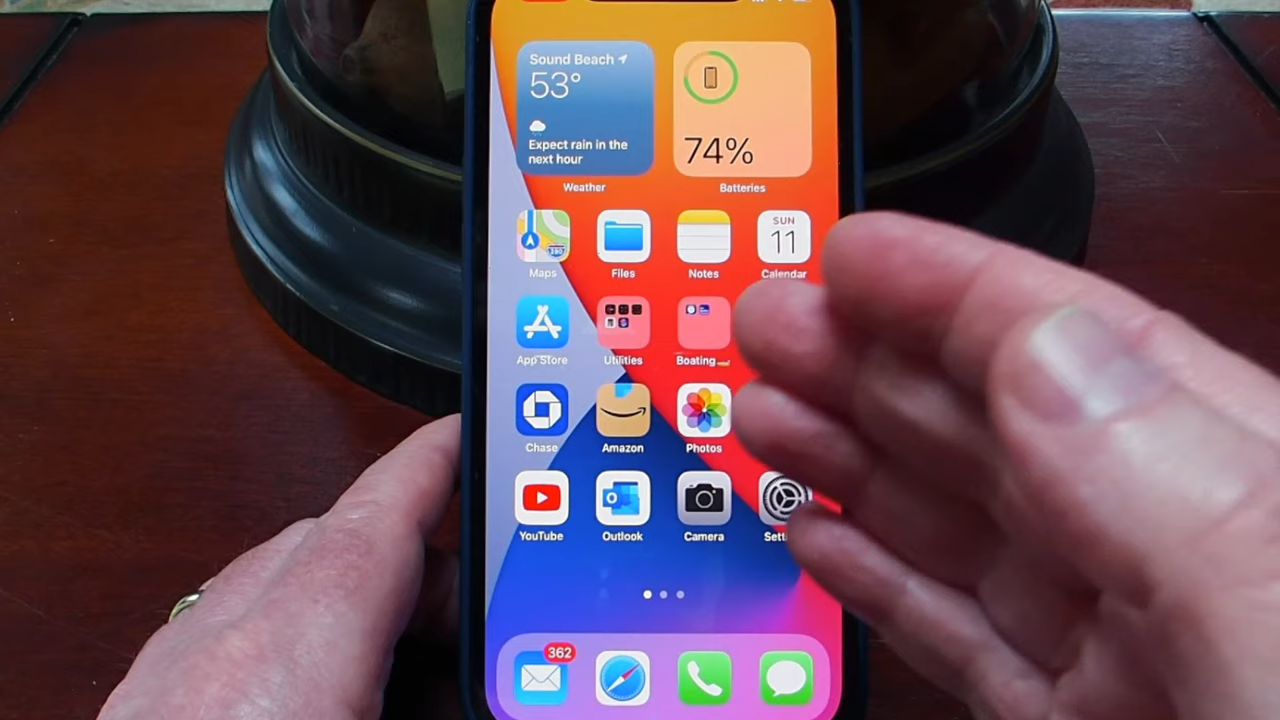 Sound Beach
53°
Expect rain in the
next hour
Weather
74%
Batteries
Maps
Files
Notes
SUN
11
Calendar
App Store
Utilities
Boating
Chase
Amazon
Photos
YouTube
Outlook
Camera
Sett
362